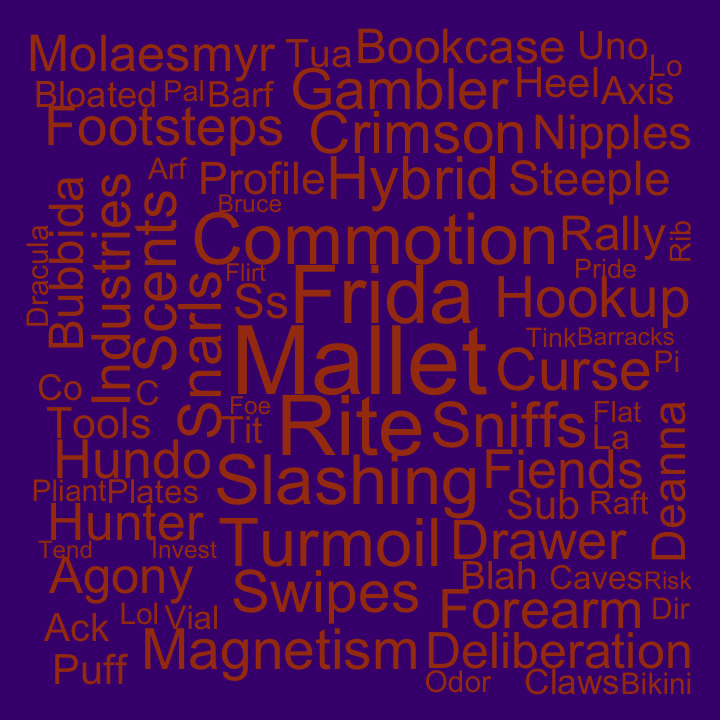 Molaesmyr Tua Bookcase Uno Lo
Bloated Pal Barf Gambler Heel Axis
Footsteps Crimson Nipples
Arf Profile Hybrid Steeple
Bruce
Dracula Bubbida Industries Scents Commotion Rally Rib
Flirt Pride
Snarls Ss Frida Hookup
Tink Barracks
Mallet Curse Pi
Co C
Foe Flat
Tools Tit Rite Sniffs La
Hundo Slashing Fiends Deanna
Pliant Plates Sub Raft
Hunter Turmoil Drawer
Tend Invest
Agony Swipes Blah Caves Risk
Lol Vial Forearm Dir
Ack
Puff Magnetism Deliberation
Odor Claws Bikini